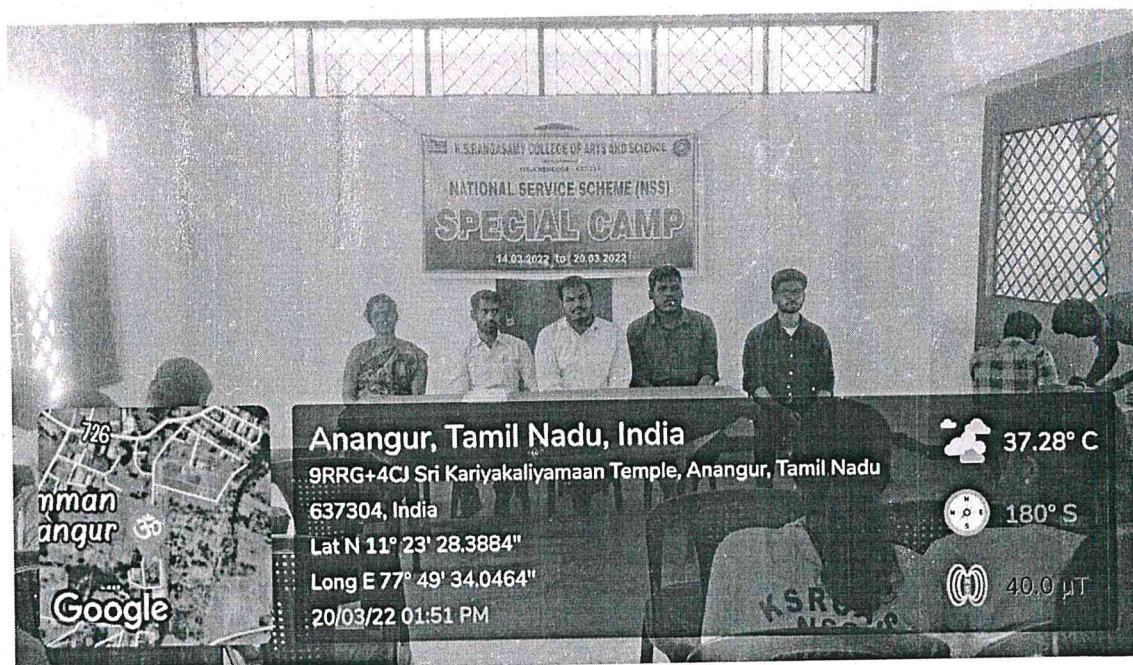 K.S.RANGASAMY COLLEGE OF ARTS AND SCIENCE
NATIONAL SERVICE SCHEME (NSS)
SPECIAL CAMP
14.03.2022 to 20.03.2022
726
mman
angur
ॐ
Google
Anangur, Tamil Nadu, India
9RRG+4CJ Sri Kariyakaliyamaan Temple, Anangur, Tamil Nadu
637304, India
Lat N 11° 23' 28.3884"
Long E 77° 49' 34.0464"
20/03/22 01:51 PM
37.28° C
180° S
40.0 µT